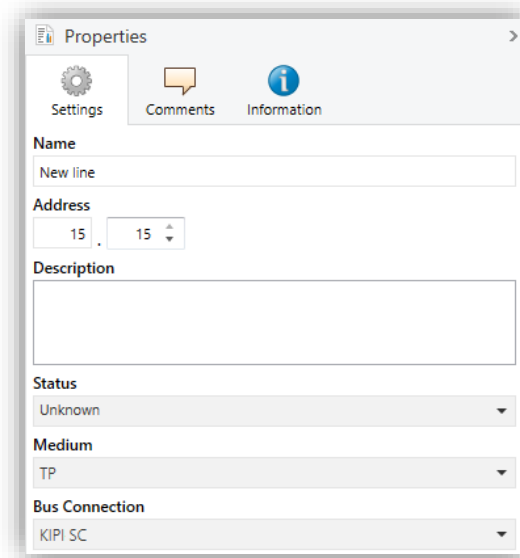 Properties
Settings Comments Information
Name
New line
Address
15 . 15
Description
Status
Unknown
Medium
TP
Bus Connection
KIPI SC